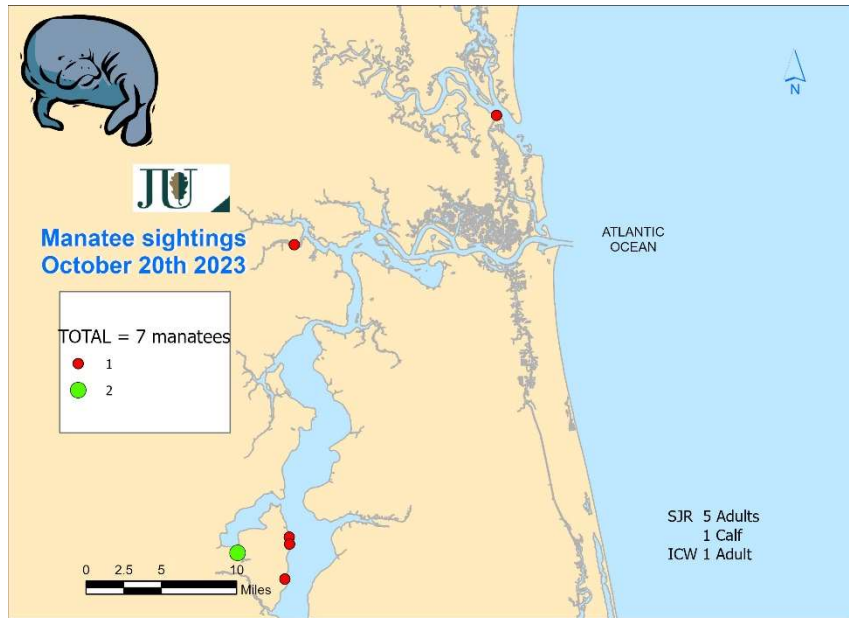 JU
Manatee sightings
October 20th 2023
TOTAL = 7 manatees
1
2
N
ATLANTIC
OCEAN
SJR 5 Adults
1 Calf
ICW 1 Adult
0 2.5 5 10
Miles